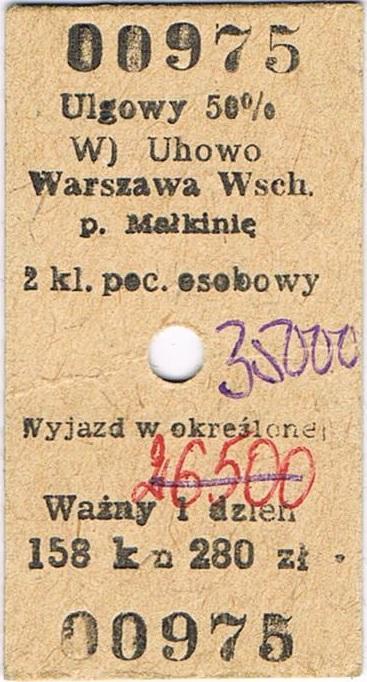 00975
Ulgowy 50%
W) Uhowo
Warszawa Wsch.
p. Małkinię
2 kl. poc. osobowy
35000
Wyjazd w określonej
26500
Ważny 1 dzień
158 km 280 zł
00975